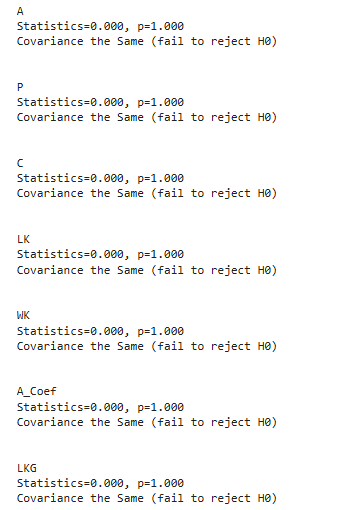 A
Statistics=0.000, p=1.000
Covariance the Same (fail to reject H0)
P
Statistics=0.000, p=1.000
Covariance the Same (fail to reject H0)
C
Statistics=0.000, p=1.000
Covariance the Same (fail to reject H0)
LK
Statistics=0.000, p=1.000
Covariance the Same (fail to reject H0)
WK
Statistics=0.000, p=1.000
Covariance the Same (fail to reject H0)
A_Coef
Statistics=0.000, p=1.000
Covariance the Same (fail to reject H0)
LKG
Statistics=0.000, p=1.000
Covariance the Same (fail to reject H0)